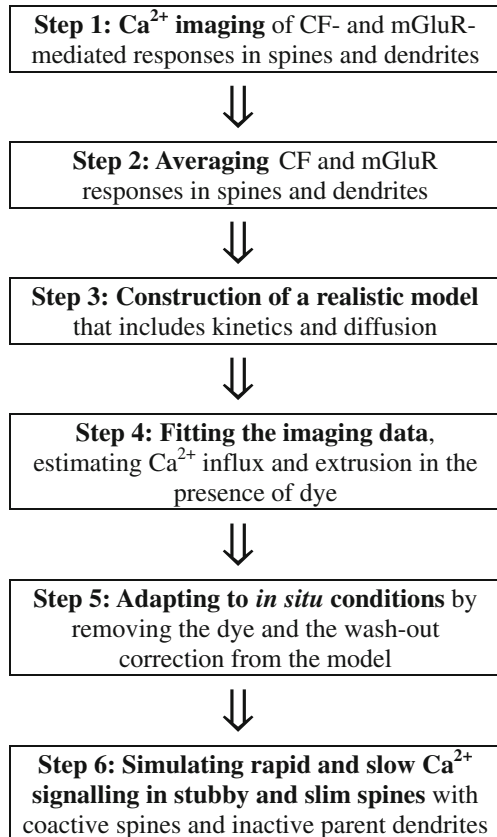 Step 1: Ca²⁺ imaging of CF- and mGluR-
mediated responses in spines and dendrites
⇓
Step 2: Averaging CF and mGluR
responses in spines and dendrites
⇓
Step 3: Construction of a realistic model
that includes kinetics and diffusion
⇓
Step 4: Fitting the imaging data,
estimating Ca²⁺ influx and extrusion in the
presence of dye
⇓
Step 5: Adapting to in situ conditions by
removing the dye and the wash-out
correction from the model
⇓
Step 6: Simulating rapid and slow Ca²⁺
signalling in stubby and slim spines with
coactive spines and inactive parent dendrites